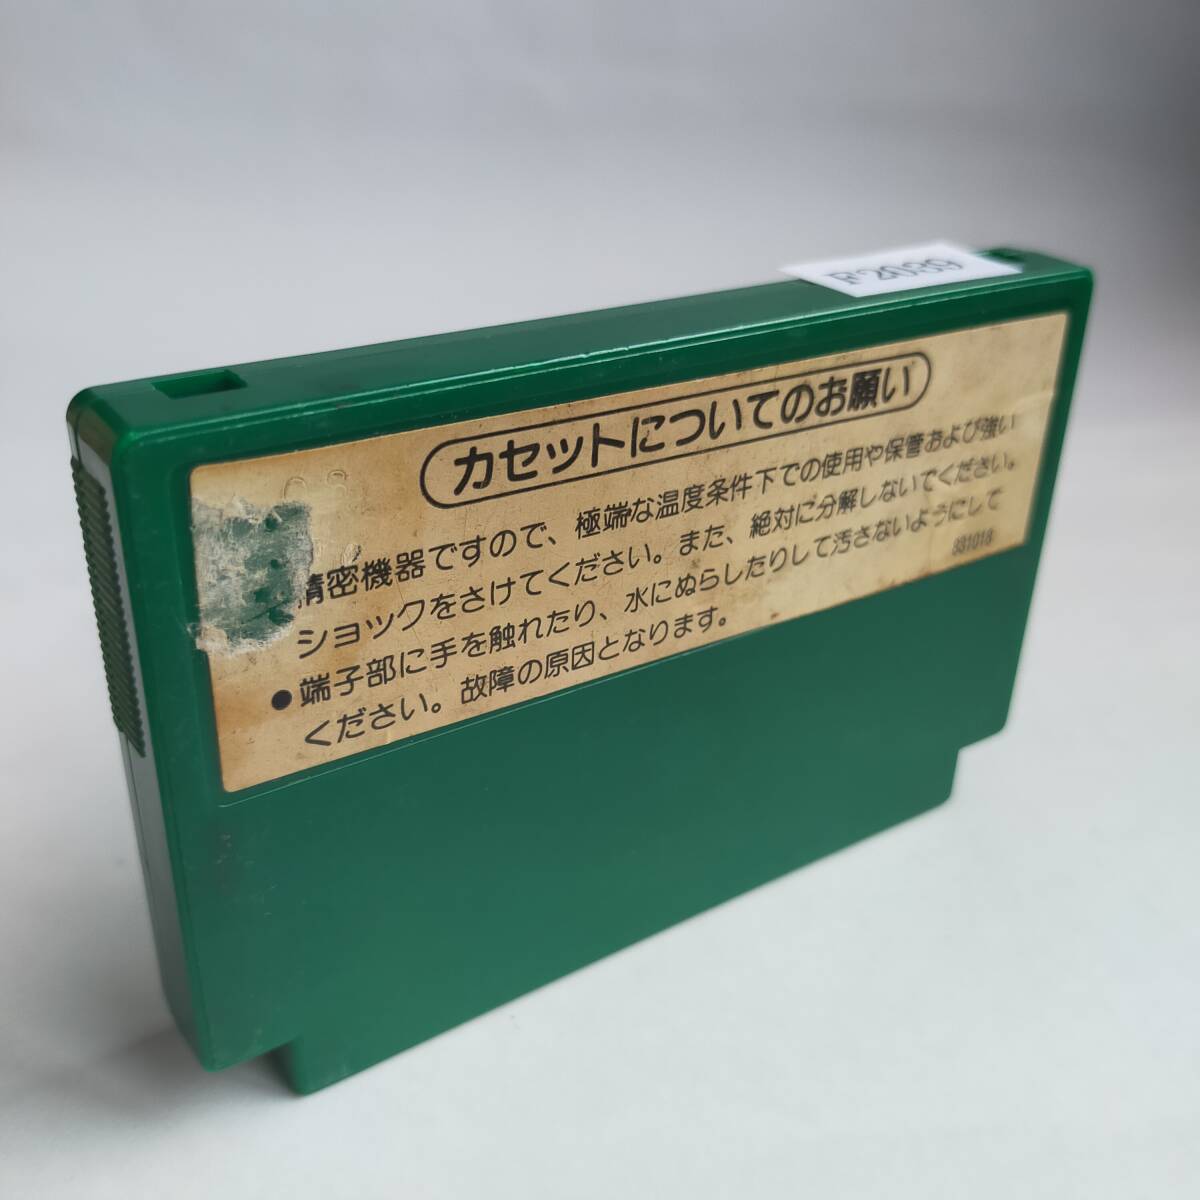 F2039
カセットについてのお願い
精密機器ですので、極端な温度条件下での使用や保管および強い
ショックをさけてください。また、絶対に分解しないでください。
●端子部に手を触れたり、水にぬらしたりして汚さないようにして
ください。故障の原因となります。
831018